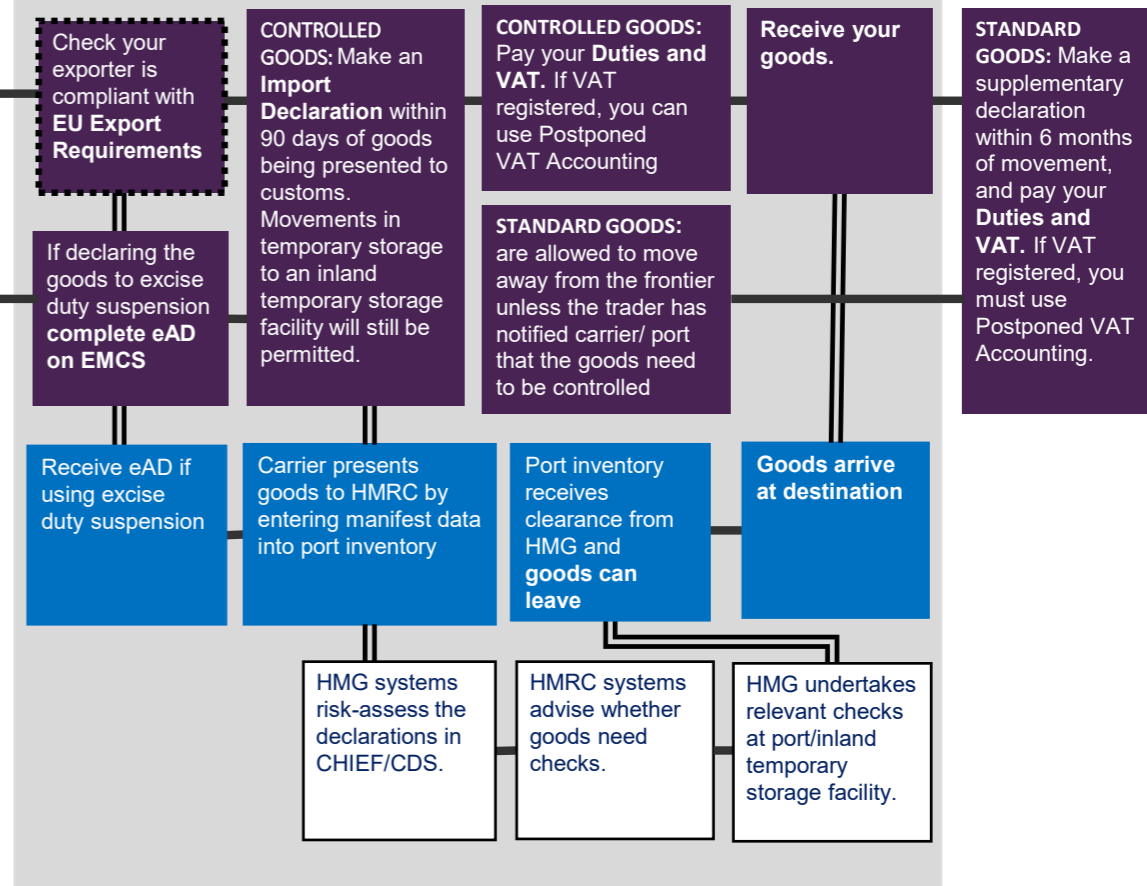 Check your
exporter is
compliant with
EU Export
Requirements
CONTROLLED
GOODS: Make an
Import
Declaration within
90 days of goods
being presented to
customs.
Movements in
temporary storage
to an inland
temporary storage
facility will still be
permitted.
CONTROLLED GOODS:
Pay your Duties and
VAT. If VAT
registered, you can
use Postponed
VAT Accounting
Receive your
goods.
STANDARD
GOODS: Make a
supplementary
declaration
within 6 months
of movement,
and pay your
Duties and
VAT. If VAT
registered, you
must use
Postponed VAT
Accounting.
If declaring the
goods to excise
duty suspension
complete eAD
on EMCS
STANDARD GOODS:
are allowed to move
away from the frontier
unless the trader has
notified carrier/ port
that the goods need
to be controlled
Receive eAD if
using excise
duty suspension
Carrier presents
goods to HMRC by
entering manifest data
into port inventory
Port inventory
receives
clearance from
HMG and
goods can
leave
Goods arrive
at destination
HMG systems
risk-assess the
declarations in
CHIEF/CDS.
HMRC systems
advise whether
goods need
checks.
HMG undertakes
relevant checks
at port/inland
temporary
storage facility.